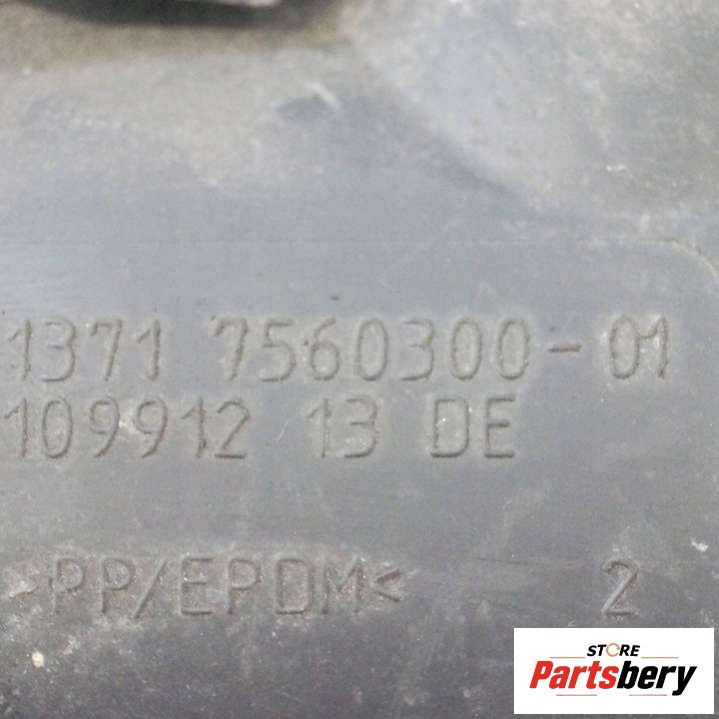 1371 7560300-01
109912 13 DE
>PP/EPDM< 2
STORE
Partsbery